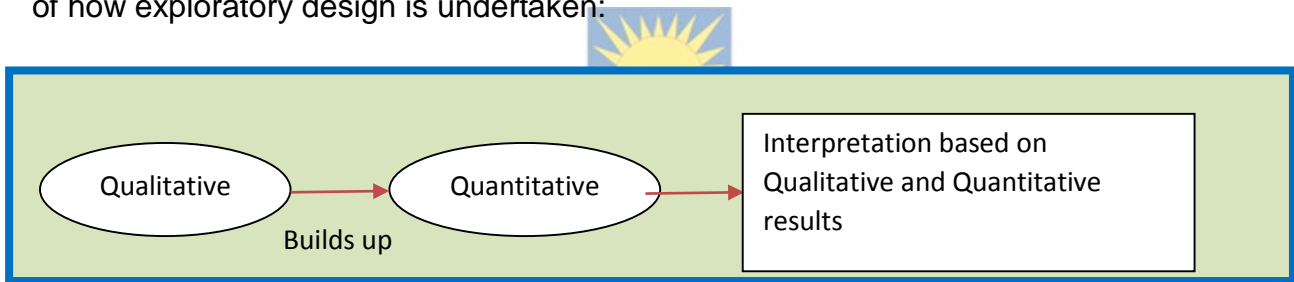 of how exploratory design is undertaken:
Qualitative
Builds up
Quantitative
Interpretation based on
Qualitative and Quantitative
results